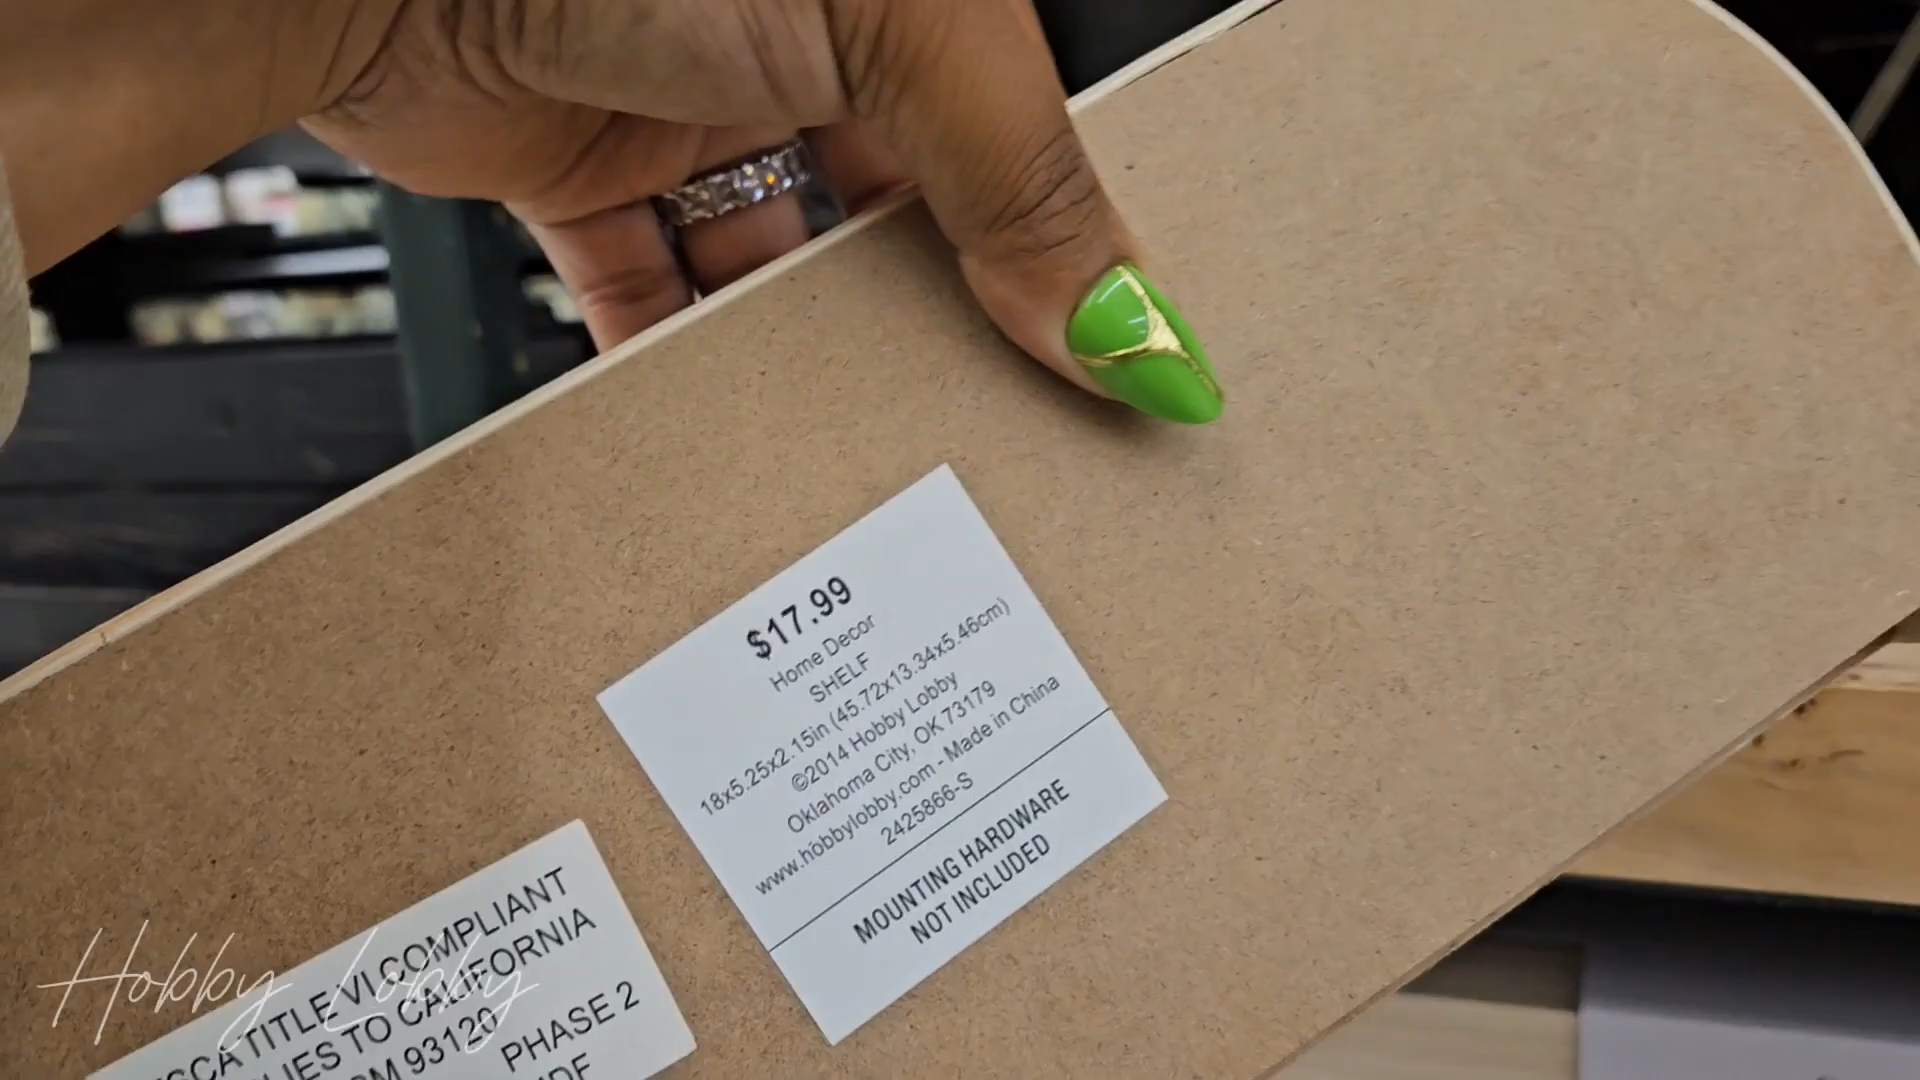 $17.99
Home Decor
SHELF
18x5.25x2.15in (45.72x13.34x5.46cm)
©2014 Hobby Lobby
Oklahoma City, OK 73179
www.hobbylobby.com - Made in China
2425866-S
MOUNTING HARDWARE
NOT INCLUDED
TITLE VI COMPLIANT
TO CALIFORNIA
93120
PHASE 2
Hobby Lobby